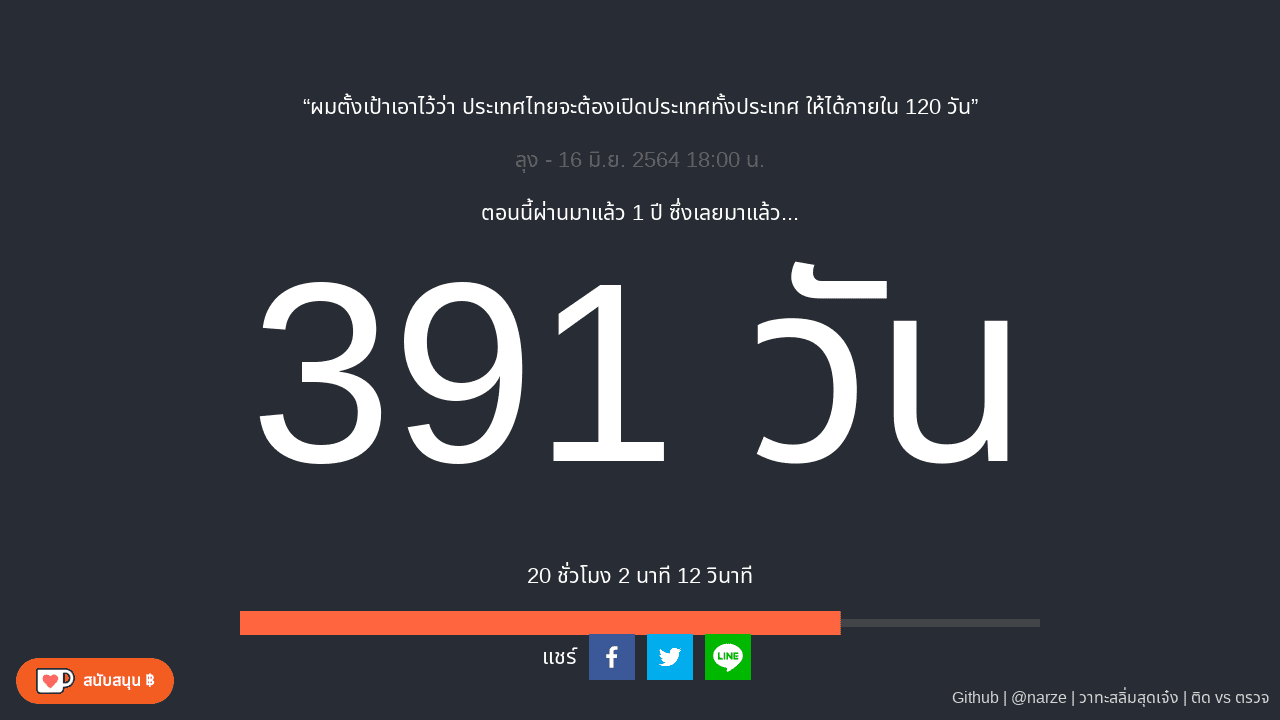 “ผมตั้งเป้าเอาไว้ว่า ประเทศไทยจะต้องเปิดประเทศทั้งประเทศ ให้ได้ภายใน 120 วัน”
ลุง - 16 มิ.ย. 2564 18:00 น.
ตอนนี้ผ่านมาแล้ว 1 ปี ซึ่งเลยมาแล้ว...
391 วัน
20 ชั่วโมง 2 นาที 12 วินาที
แชร์
LINE
สนับสนุน ฿
Github | @narze | วาทะสลิ่มสุดเจ๋ง | ติด vs ตรวจ